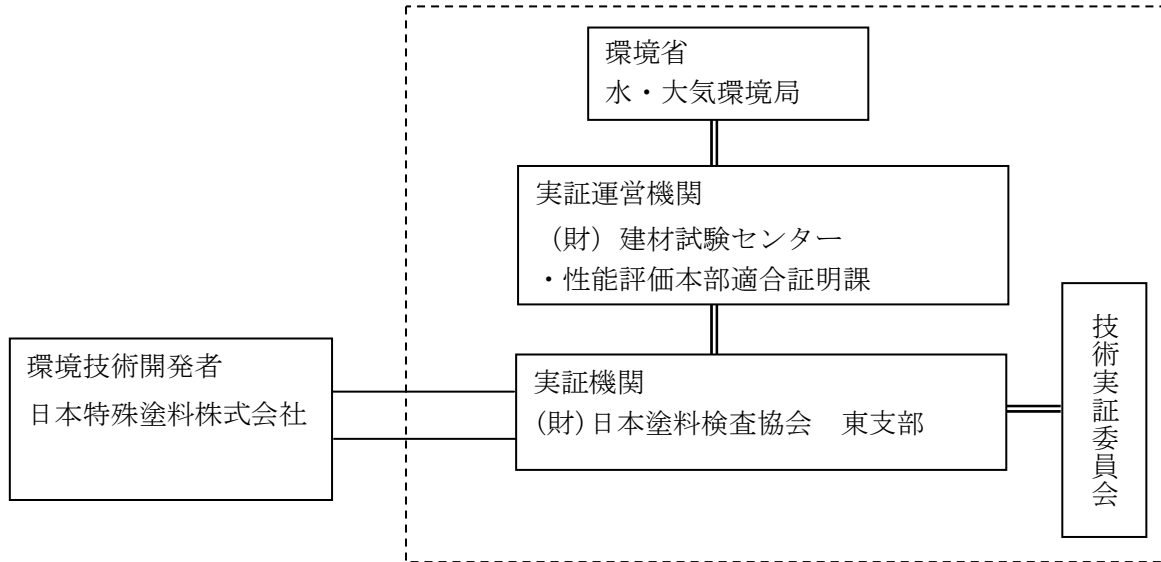 環境省
水・大気環境局
実証運営機関
（財）建材試験センター
・性能評価本部適合証明課
技術実証委員会
環境技術開発者
日本特殊塗料株式会社
実証機関
(財)日本塗料検査協会　東支部